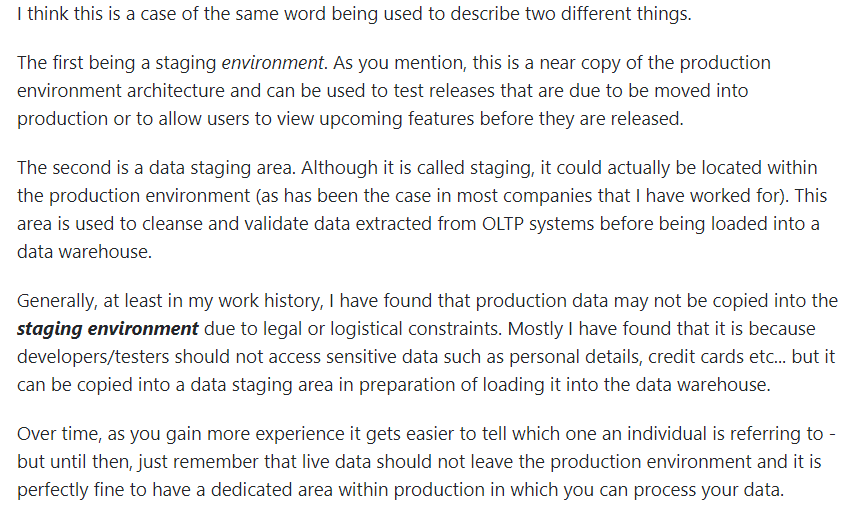 I think this is a case of the same word being used to describe two different things.
The first being a staging environment. As you mention, this is a near copy of the production
environment architecture and can be used to test releases that are due to be moved into
production or to allow users to view upcoming features before they are released.
The second is a data staging area. Although it is called staging, it could actually be located within
the production environment (as has been the case in most companies that I have worked for). This
area is used to cleanse and validate data extracted from OLTP systems before being loaded into a
data warehouse.
Generally, at least in my work history, I have found that production data may not be copied into the
staging environment due to legal or logistical constraints. Mostly I have found that it is because
developers/testers should not access sensitive data such as personal details, credit cards etc... but it
can be copied into a data staging area in preparation of loading it into the data warehouse.
Over time, as you gain more experience it gets easier to tell which one an individual is referring to -
but until then, just remember that live data should not leave the production environment and it is
perfectly fine to have a dedicated area within production in which you can process your data.